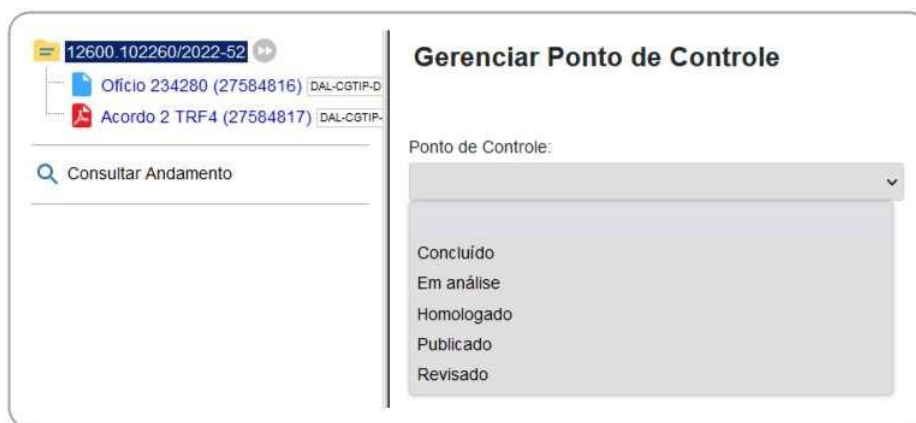 12600.102260/2022-52
Ofício 234280 (27584816) DAL-CGTIP-D
Acordo 2 TRF4 (27584817) DAL-CGTIP-
Consultar Andamento
Gerenciar Ponto de Controle
Ponto de Controle:
Concluído
Em análise
Homologado
Publicado
Revisado